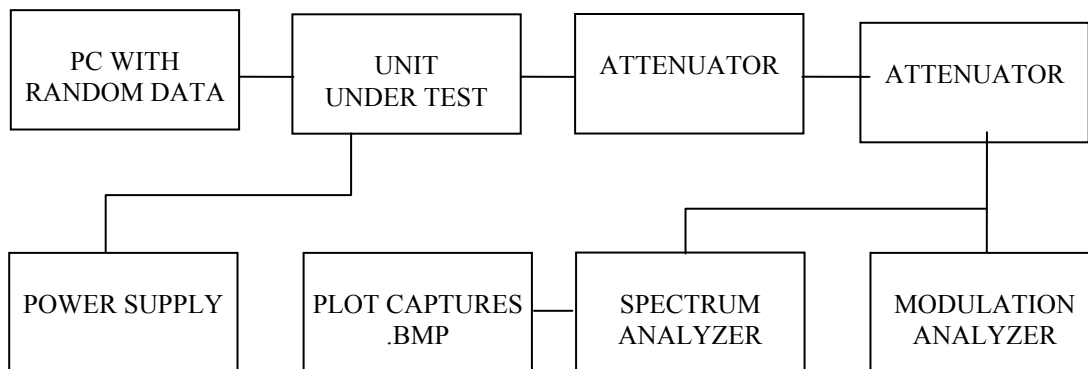 PC WITH
RANDOM DATA
UNIT
UNDER TEST
ATTENUATOR
ATTENUATOR
POWER SUPPLY
PLOT CAPTURES
.BMP
SPECTRUM
ANALYZER
MODULATION
ANALYZER